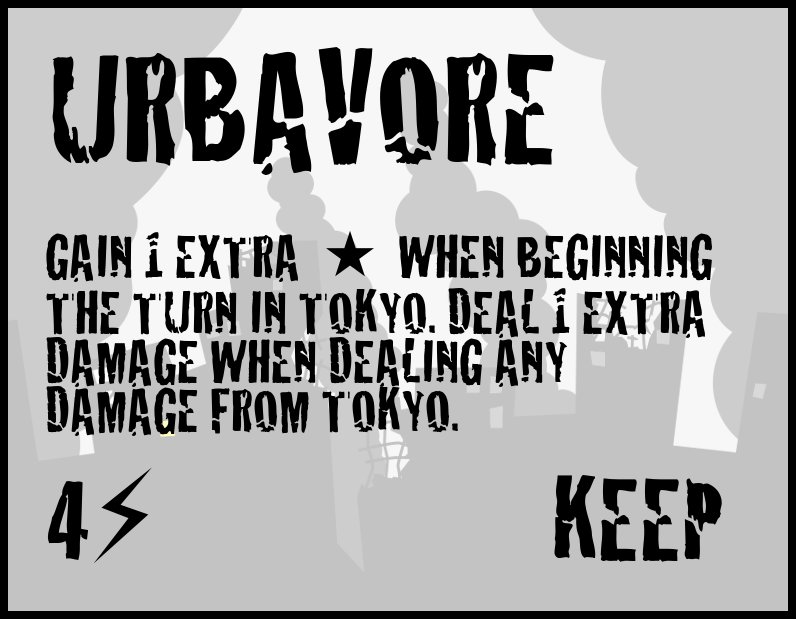 URBAVORE
GAIN 1 EXTRA ★ WHEN BEGINNING
THE TURN IN TOKYO. DEAL 1 EXTRA
DAMAGE WHEN DEALING ANY
DAMAGE FROM TOKYO.
4⚡ KEEP